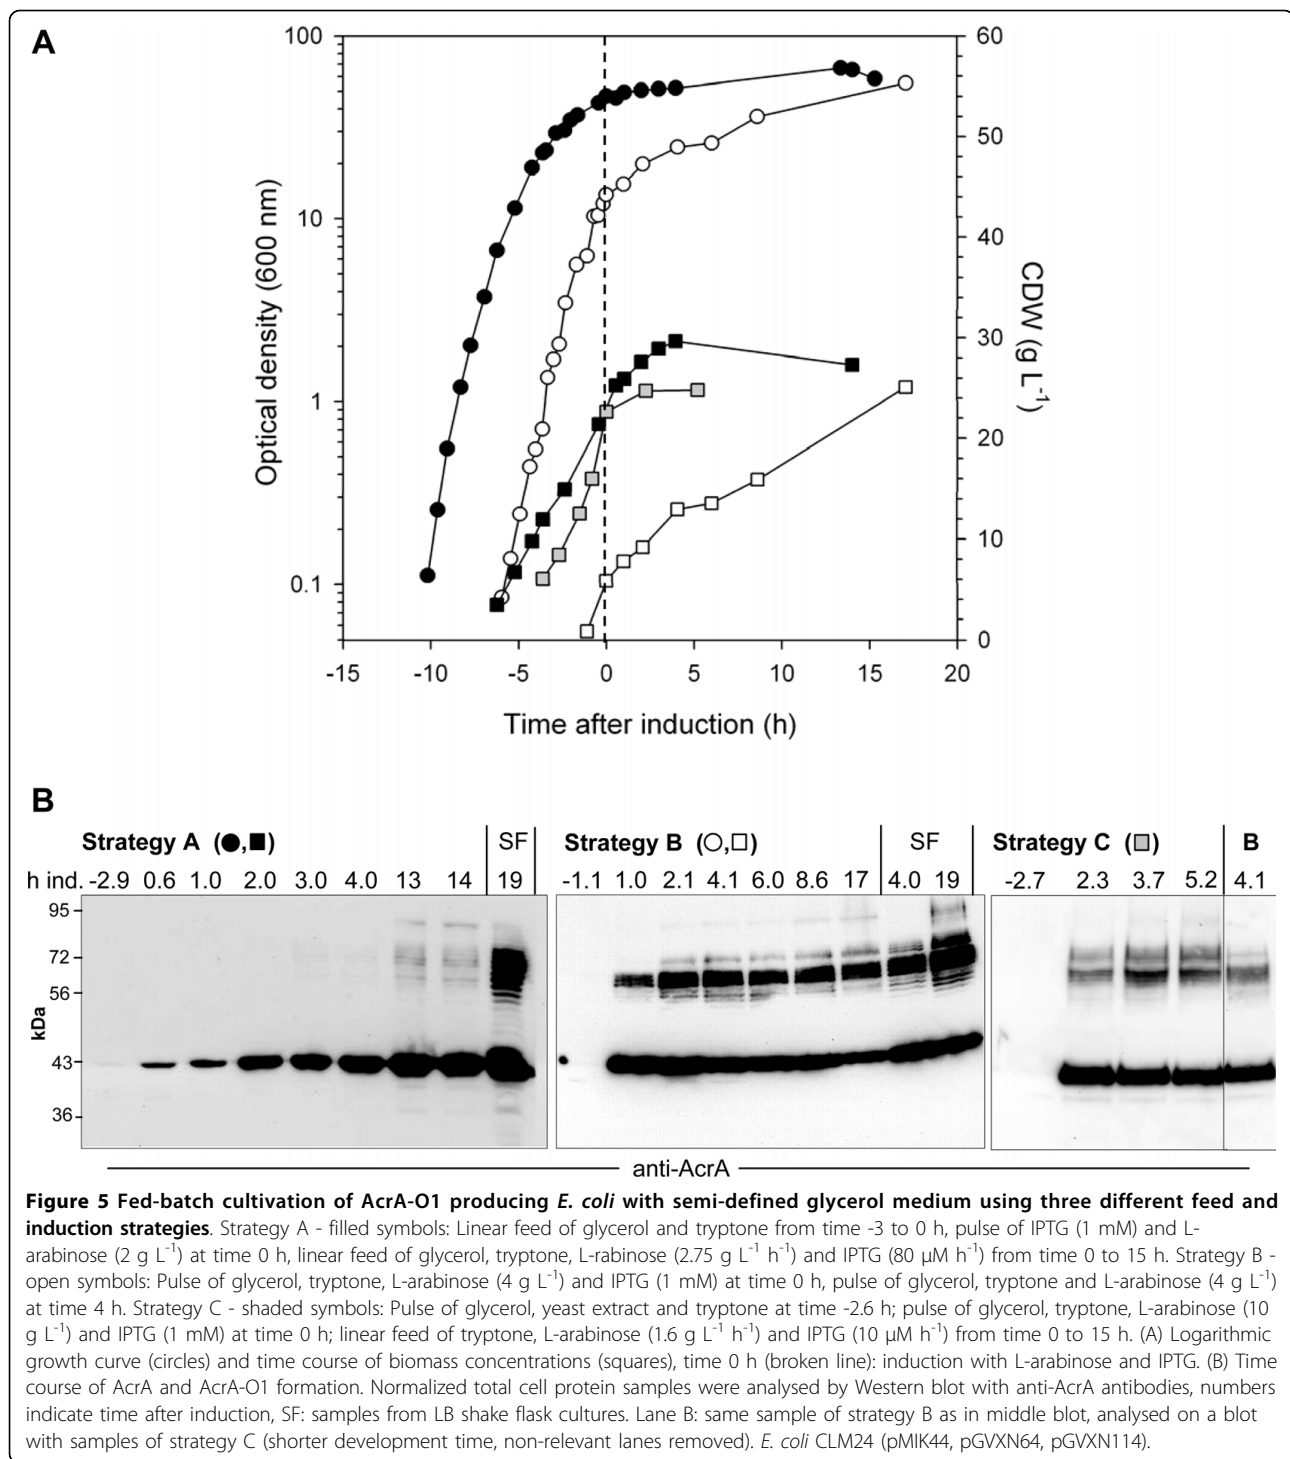 A
100
10
1
0.1
Optical density (600 nm)
60
50
40
30
20
10
0
CDW (g L-1)
-15 -10 -5 0 5 10 15 20
Time after induction (h)
B
Strategy A (●,■) SF Strategy B (○,□) SF Strategy C (□) B
h ind. -2.9 0.6 1.0 2.0 3.0 4.0 13 14 19 -1.1 1.0 2.1 4.1 6.0 8.6 17 4.0 19 -2.7 2.3 3.7 5.2 4.1
95
72
56
43
36
kDa
anti-AcrA
Figure 5 Fed-batch cultivation of AcrA-O1 producing E. coli with semi-defined glycerol medium using three different feed and
induction strategies. Strategy A - filled symbols: Linear feed of glycerol and tryptone from time -3 to 0 h, pulse of IPTG (1 mM) and L-
arabinose (2 g L-1) at time 0 h, linear feed of glycerol, tryptone, L-rabinose (2.75 g L-1 h-1) and IPTG (80 μM h-1) from time 0 to 15 h. Strategy B -
open symbols: Pulse of glycerol, tryptone, L-arabinose (4 g L-1) and IPTG (1 mM) at time 0 h, pulse of glycerol, tryptone and L-arabinose (4 g L-1)
at time 4 h. Strategy C - shaded symbols: Pulse of glycerol, yeast extract and tryptone at time -2.6 h; pulse of glycerol, tryptone, L-arabinose (10
g L-1) and IPTG (1 mM) at time 0 h; linear feed of tryptone, L-arabinose (1.6 g L-1 h-1) and IPTG (10 μM h-1) from time 0 to 15 h. (A) Logarithmic
growth curve (circles) and time course of biomass concentrations (squares), time 0 h (broken line): induction with L-arabinose and IPTG. (B) Time
course of AcrA and AcrA-O1 formation. Normalized total cell protein samples were analysed by Western blot with anti-AcrA antibodies, numbers
indicate time after induction, SF: samples from LB shake flask cultures. Lane B: same sample of strategy B as in middle blot, analysed on a blot
with samples of strategy C (shorter development time, non-relevant lanes removed). E. coli CLM24 (pMIK44, pGVXN64, pGVXN114).